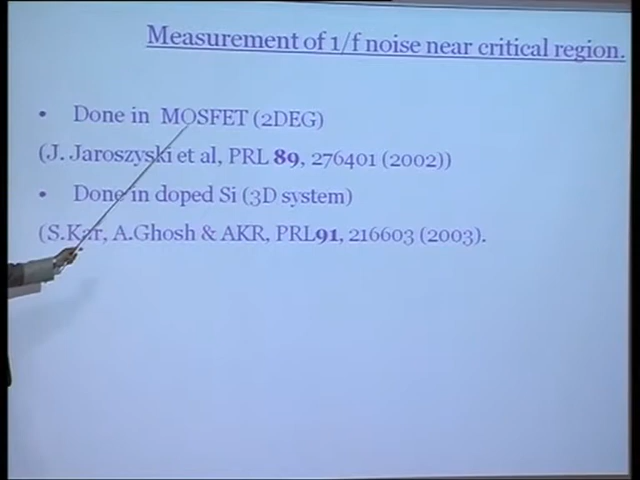 Measurement of 1/f noise near critical region.
• Done in MOSFET (2DEG)
(J. Jaroszyski et al, PRL 89, 276401 (2002))
• Done in doped Si (3D system)
(S.Kar, A.Ghosh & AKR, PRL91, 216603 (2003).